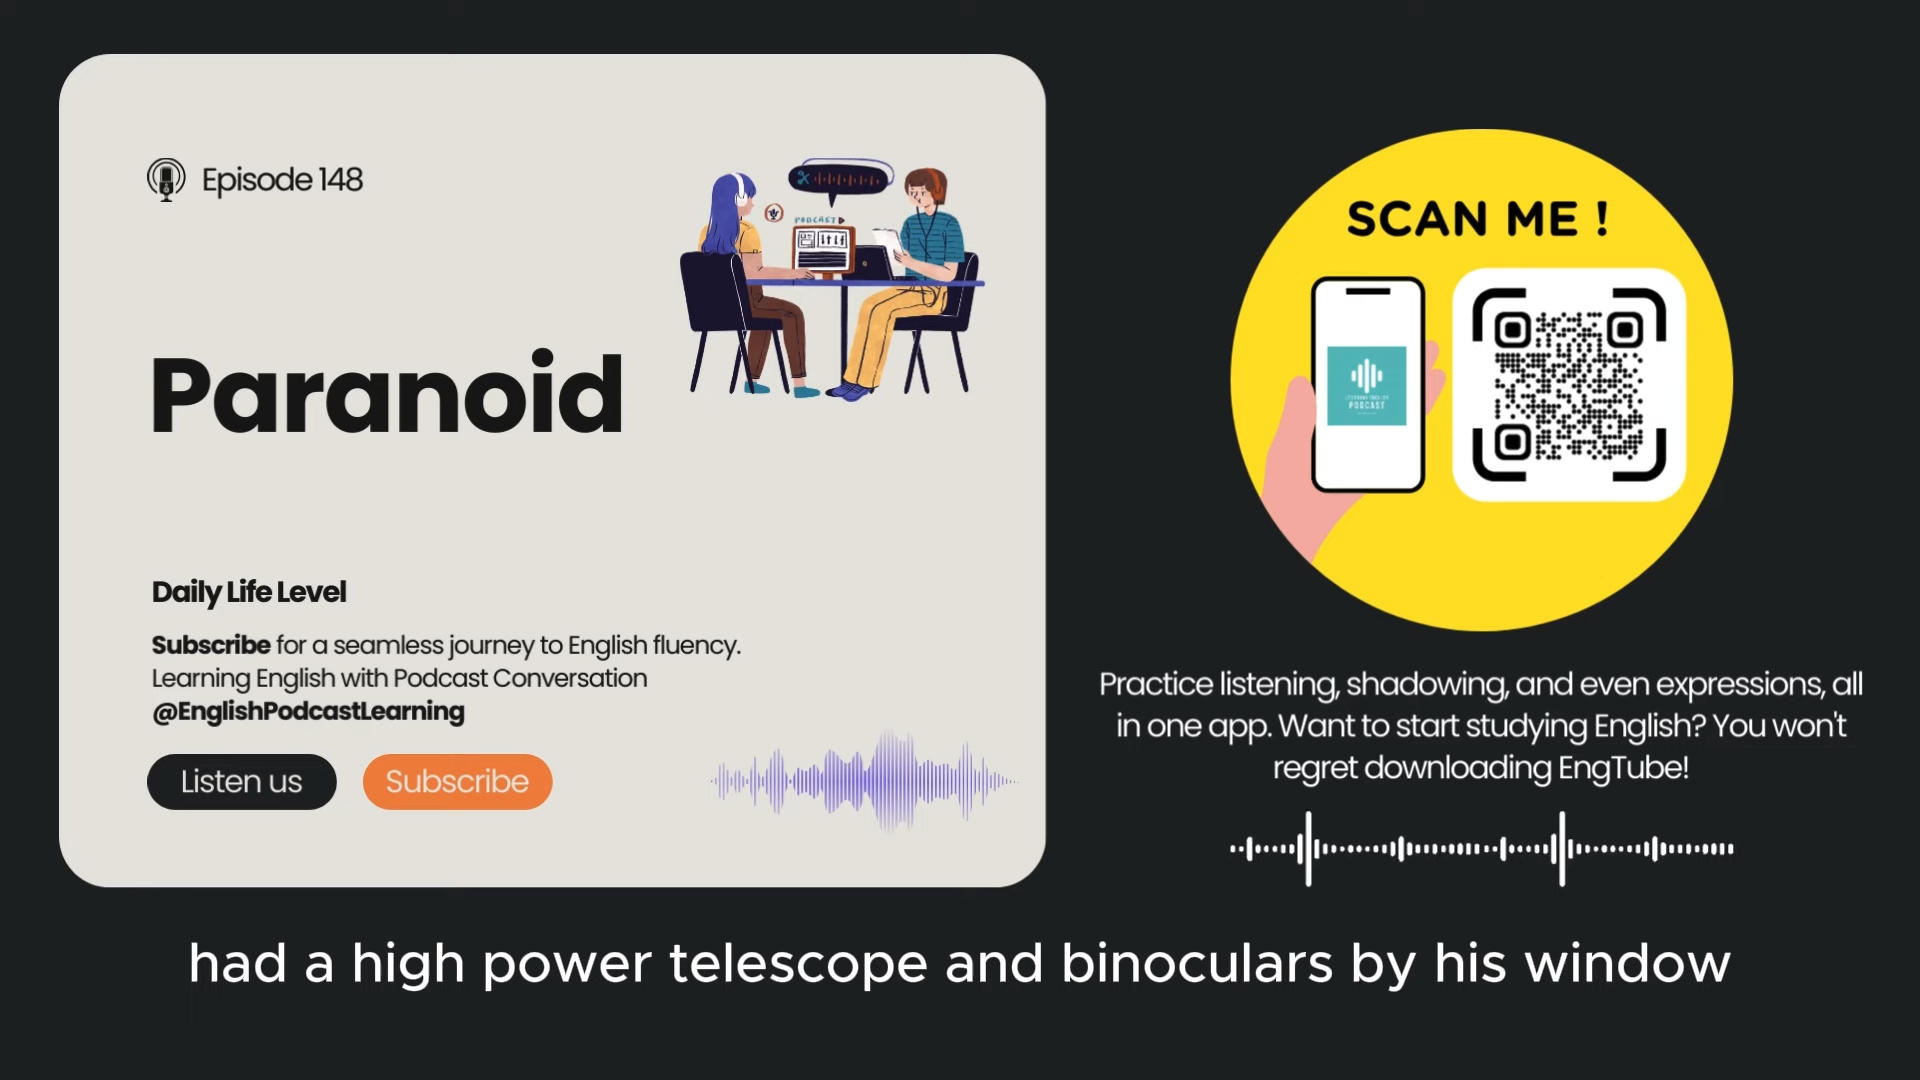 Episode 148
PODCAST
Paranoid
Daily Life Level
Subscribe for a seamless journey to English fluency.
Learning English with Podcast Conversation
@EnglishPodcastLearning
Listen us
Subscribe
SCAN ME !
PODCAST
Practice listening, shadowing, and even expressions, all
in one app. Want to start studying English? You won't
regret downloading EngTube!
had a high power telescope and binoculars by his window